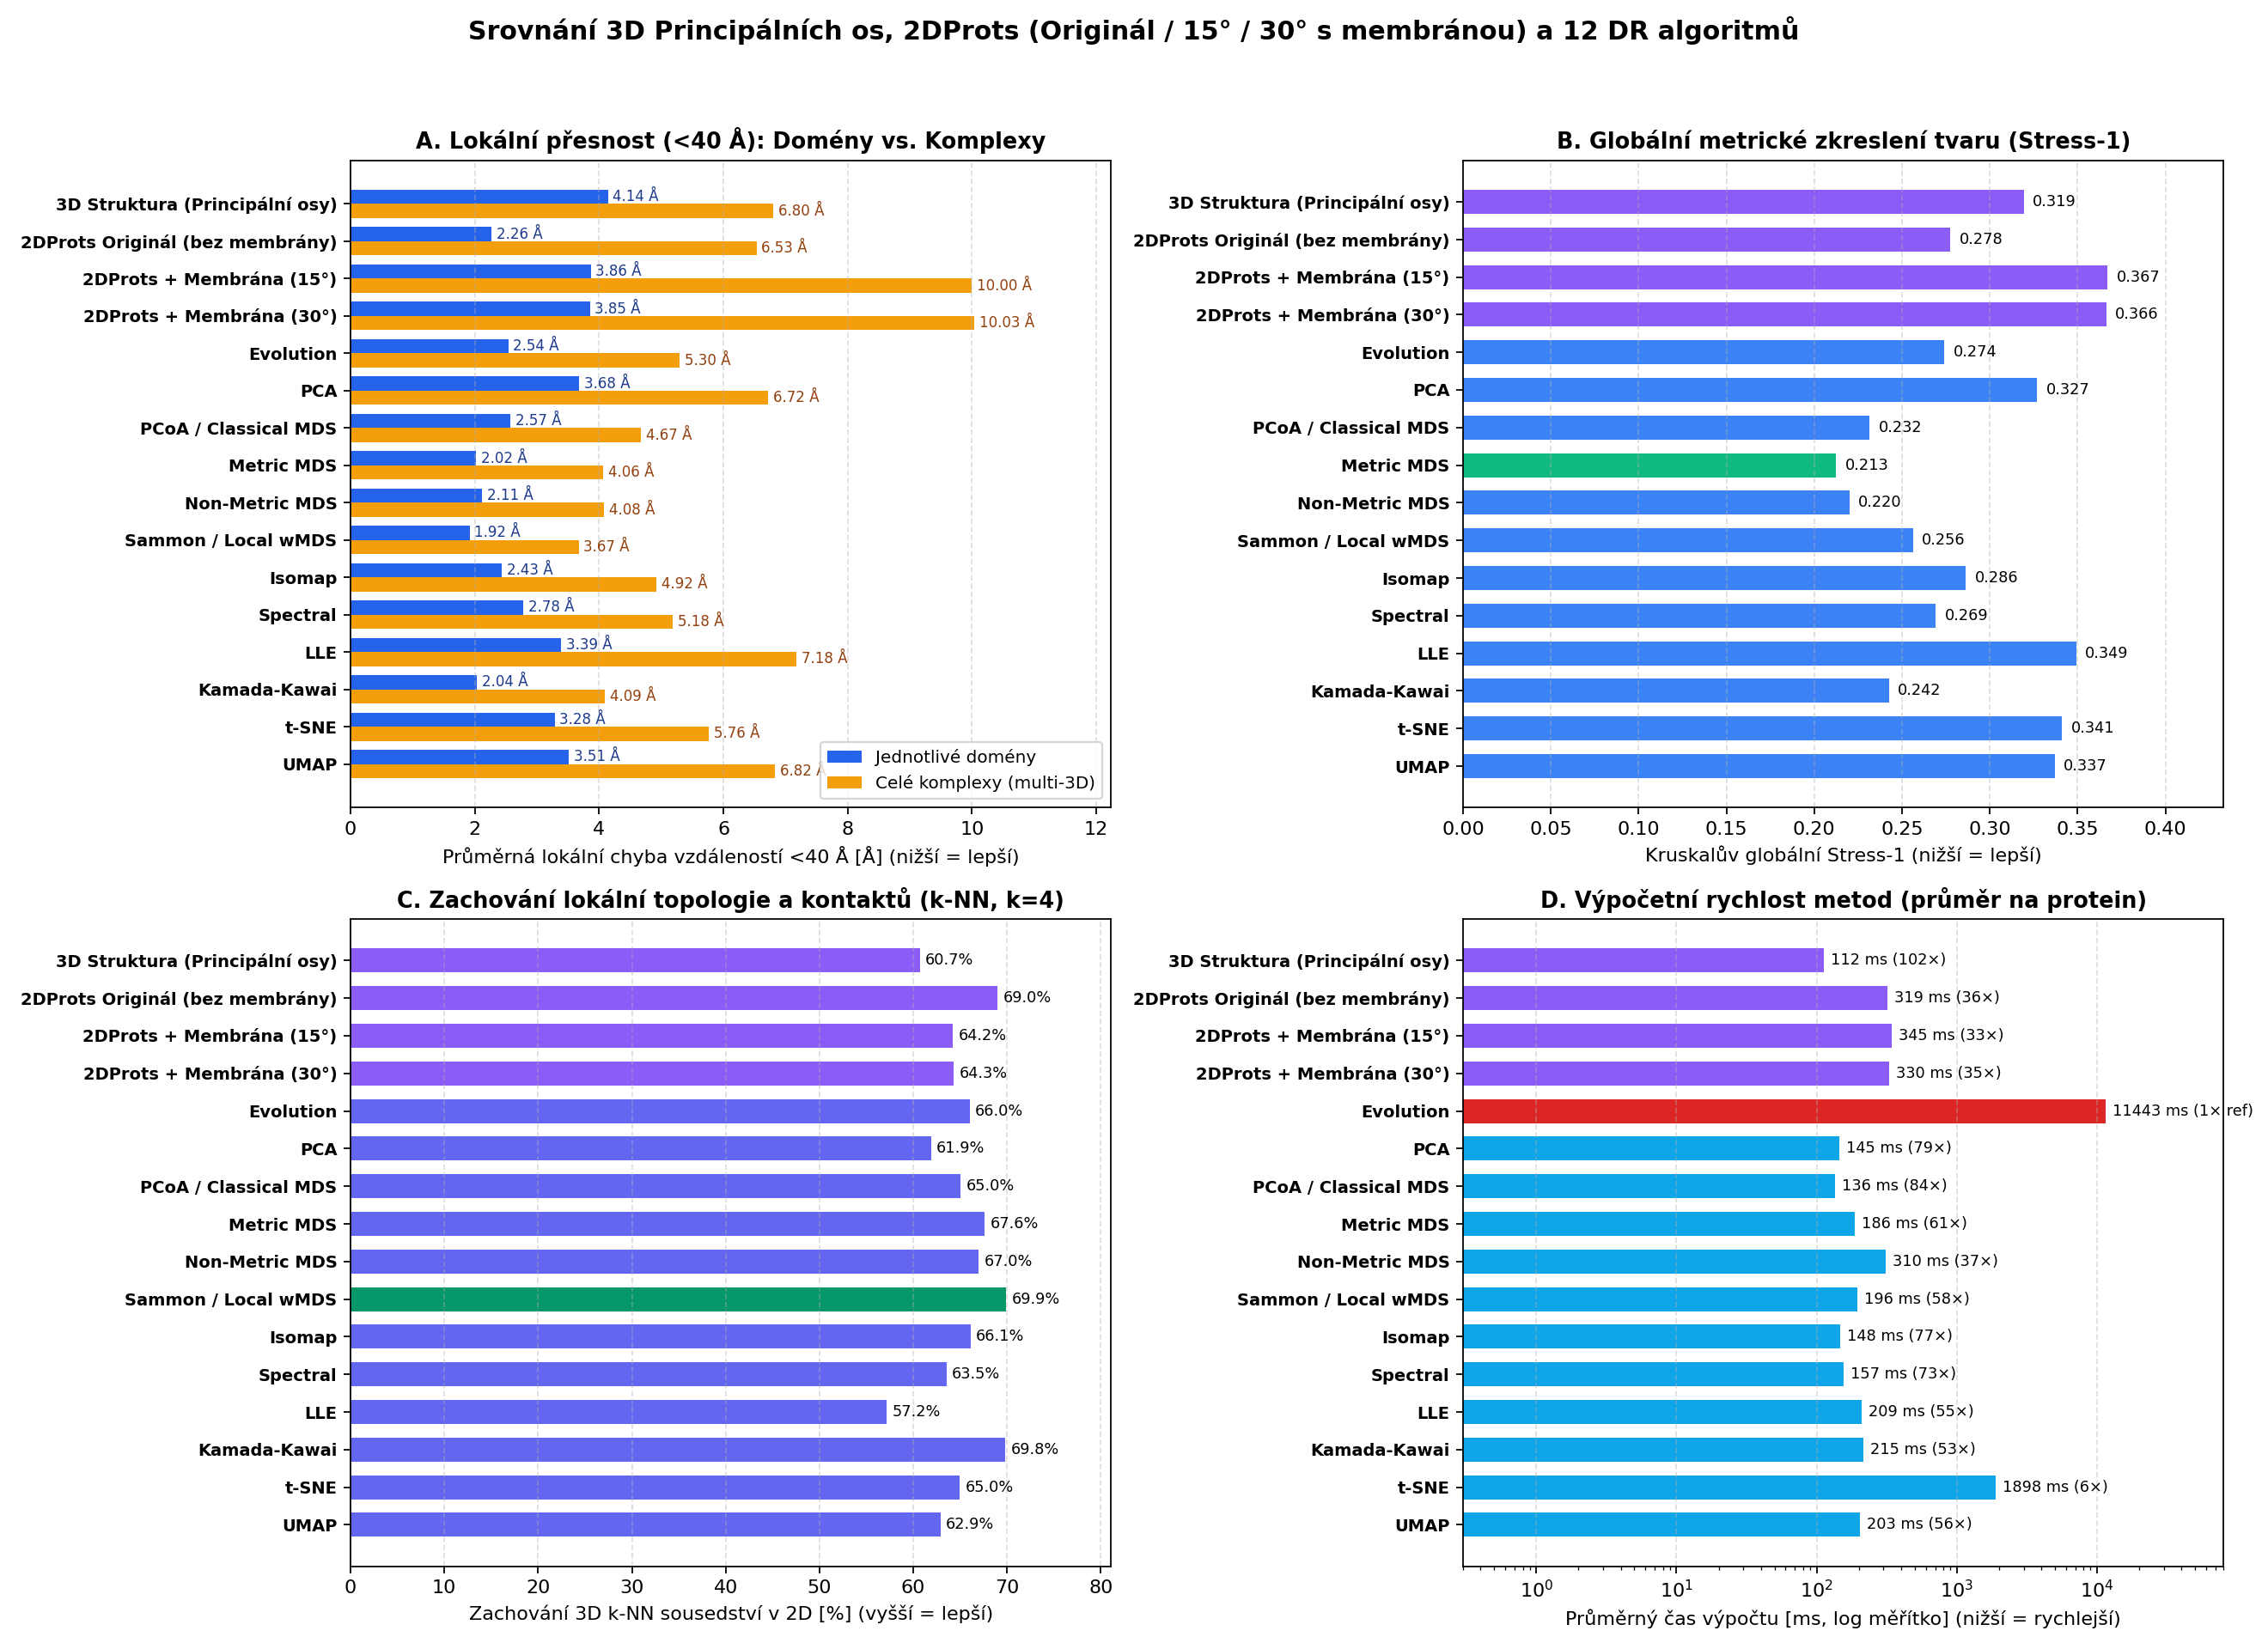 Srovnání 3D Principálních os, 2DProts (Originál / 15° / 30° s membránou) a 12 DR algoritmů
A. Lokální přesnost (<40 Å): Domény vs. Komplexy
3D Struktura (Principální osy)
4.14 Å
6.80 Å
2DProts Originál (bez membrány)
2.26 Å
6.53 Å
2DProts + Membrána (15°)
3.86 Å
10.00 Å
2DProts + Membrána (30°)
3.85 Å
10.03 Å
Evolution
2.54 Å
5.30 Å
PCA
3.68 Å
6.72 Å
PCoA / Classical MDS
2.57 Å
4.67 Å
Metric MDS
2.02 Å
4.06 Å
Non-Metric MDS
2.11 Å
4.08 Å
Sammon / Local wMDS
1.92 Å
3.67 Å
Isomap
2.43 Å
4.92 Å
Spectral
2.78 Å
5.18 Å
LLE
3.39 Å
7.18 Å
Kamada-Kawai
2.04 Å
4.09 Å
t-SNE
3.28 Å
5.76 Å
UMAP
3.51 Å
6.82 Å
Jednotlivé domény
Celé komplexy (multi-3D)
0 2 4 6 8 10 12
Průměrná lokální chyba vzdáleností <40 Å [Å] (nižší = lepší)
B. Globální metrické zkreslení tvaru (Stress-1)
3D Struktura (Principální osy) 0.319
2DProts Originál (bez membrány) 0.278
2DProts + Membrána (15°) 0.367
2DProts + Membrána (30°) 0.366
Evolution 0.274
PCA 0.327
PCoA / Classical MDS 0.232
Metric MDS 0.213
Non-Metric MDS 0.220
Sammon / Local wMDS 0.256
Isomap 0.286
Spectral 0.269
LLE 0.349
Kamada-Kawai 0.242
t-SNE 0.341
UMAP 0.337
0.00 0.05 0.10 0.15 0.20 0.25 0.30 0.35 0.40
Kruskalův globální Stress-1 (nižší = lepší)
C. Zachování lokální topologie a kontaktů (k-NN, k=4)
3D Struktura (Principální osy) 60.7%
2DProts Originál (bez membrány) 69.0%
2DProts + Membrána (15°) 64.2%
2DProts + Membrána (30°) 64.3%
Evolution 66.0%
PCA 61.9%
PCoA / Classical MDS 65.0%
Metric MDS 67.6%
Non-Metric MDS 67.0%
Sammon / Local wMDS 69.9%
Isomap 66.1%
Spectral 63.5%
LLE 57.2%
Kamada-Kawai 69.8%
t-SNE 65.0%
UMAP 62.9%
0 10 20 30 40 50 60 70 80
Zachování 3D k-NN sousedství v 2D [%] (vyšší = lepší)
D. Výpočetní rychlost metod (průměr na protein)
3D Struktura (Principální osy) 112 ms (102×)
2DProts Originál (bez membrány) 319 ms (36×)
2DProts + Membrána (15°) 345 ms (33×)
2DProts + Membrána (30°) 330 ms (35×)
Evolution 11443 ms (1× ref)
PCA 145 ms (79×)
PCoA / Classical MDS 136 ms (84×)
Metric MDS 186 ms (61×)
Non-Metric MDS 310 ms (37×)
Sammon / Local wMDS 196 ms (58×)
Isomap 148 ms (77×)
Spectral 157 ms (73×)
LLE 209 ms (55×)
Kamada-Kawai 215 ms (53×)
t-SNE 1898 ms (6×)
UMAP 203 ms (56×)
10⁰ 10¹ 10² 10³ 10⁴
Průměrný čas výpočtu [ms, log měřítko] (nižší = rychlejší)